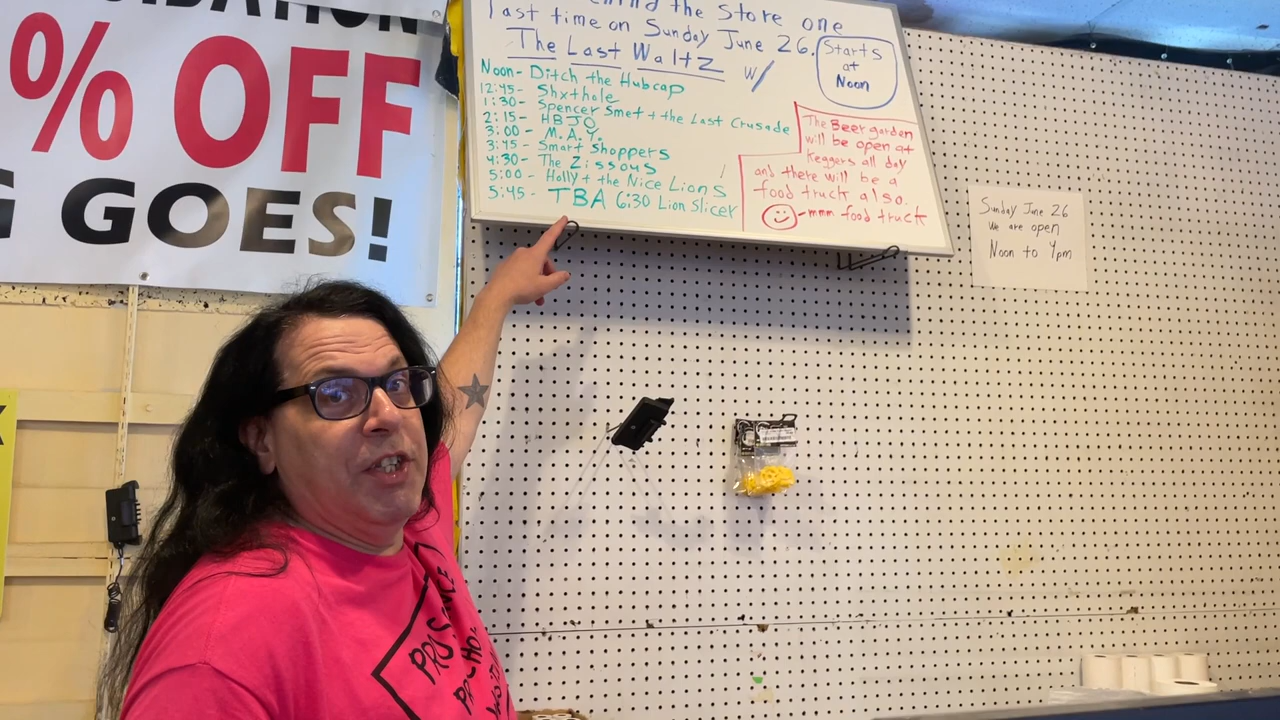 % OFF
G GOES!
the Store one
last time on Sunday June 26.
The Last Waltz w/
Starts
at
Noon
Noon- Ditch the Hubcap
12:45- Shxthole
1:30- Spencer Smet + the Last Crusade
2:15- HBJO
3:00- M.A.Y.
3:45- Smart Shoppers
4:30- The Zissous
5:00- Holly + the Nice Lions
5:45- TBA 6:30 Lion Slicer
The Beer garden
will be open at
Keggers all day
and there will be a
food truck also.
-mmm food truck
Sunday June 26
We are open
Noon to 4pm